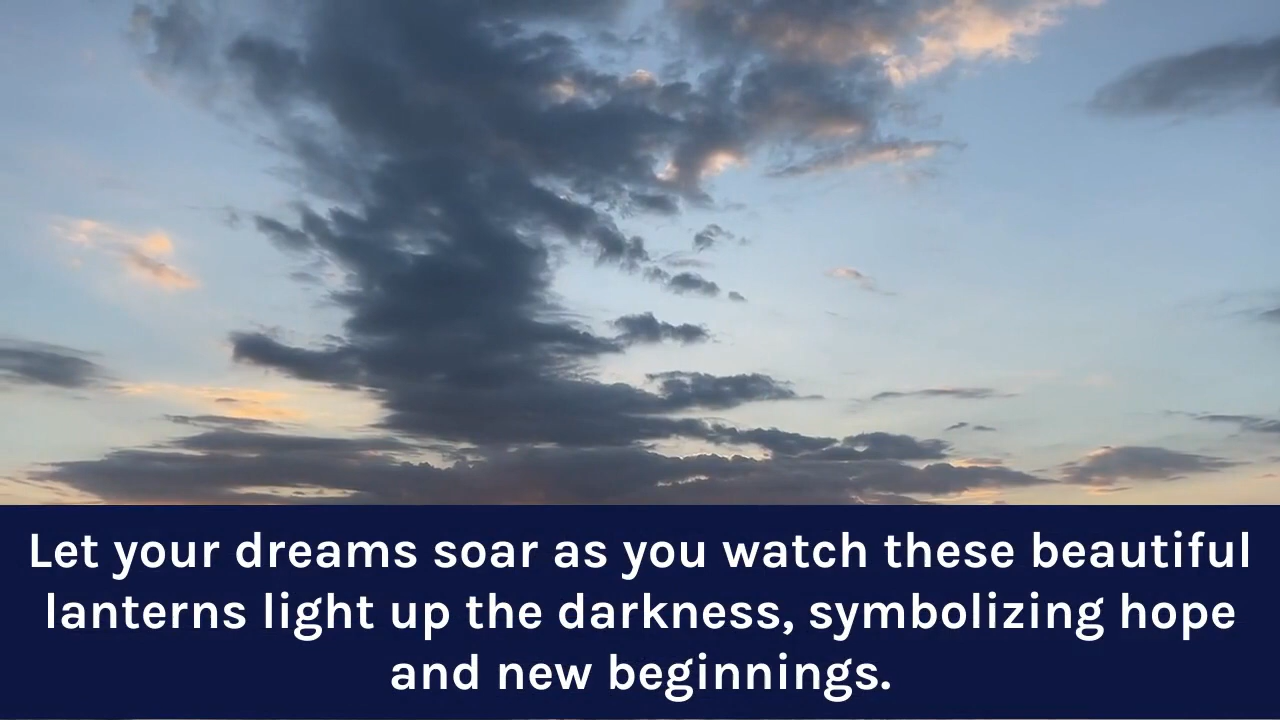 Let your dreams soar as you watch these beautiful
lanterns light up the darkness, symbolizing hope
and new beginnings.